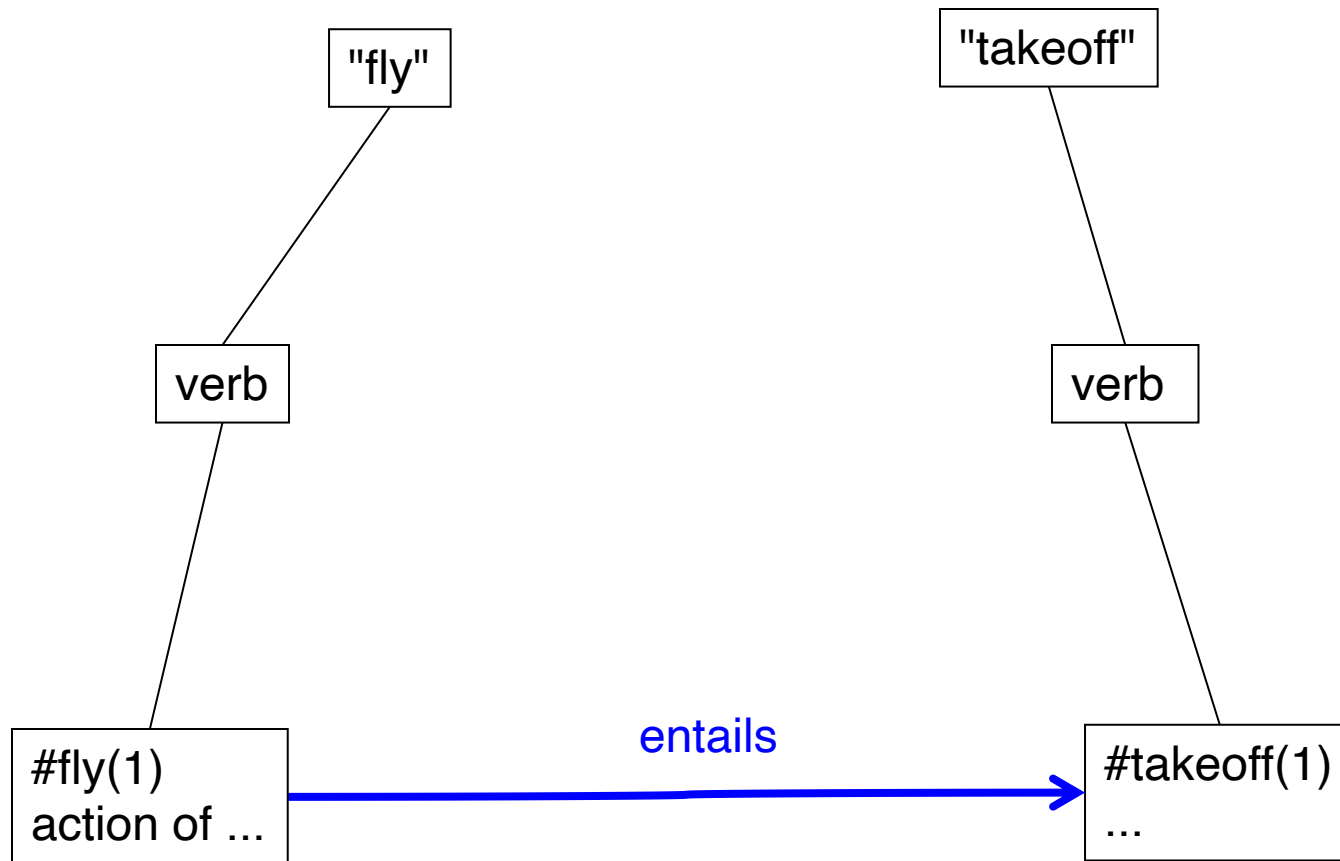 "fly"
"takeoff"
verb
verb
entails
#fly(1)
action of ...
#takeoff(1)
...